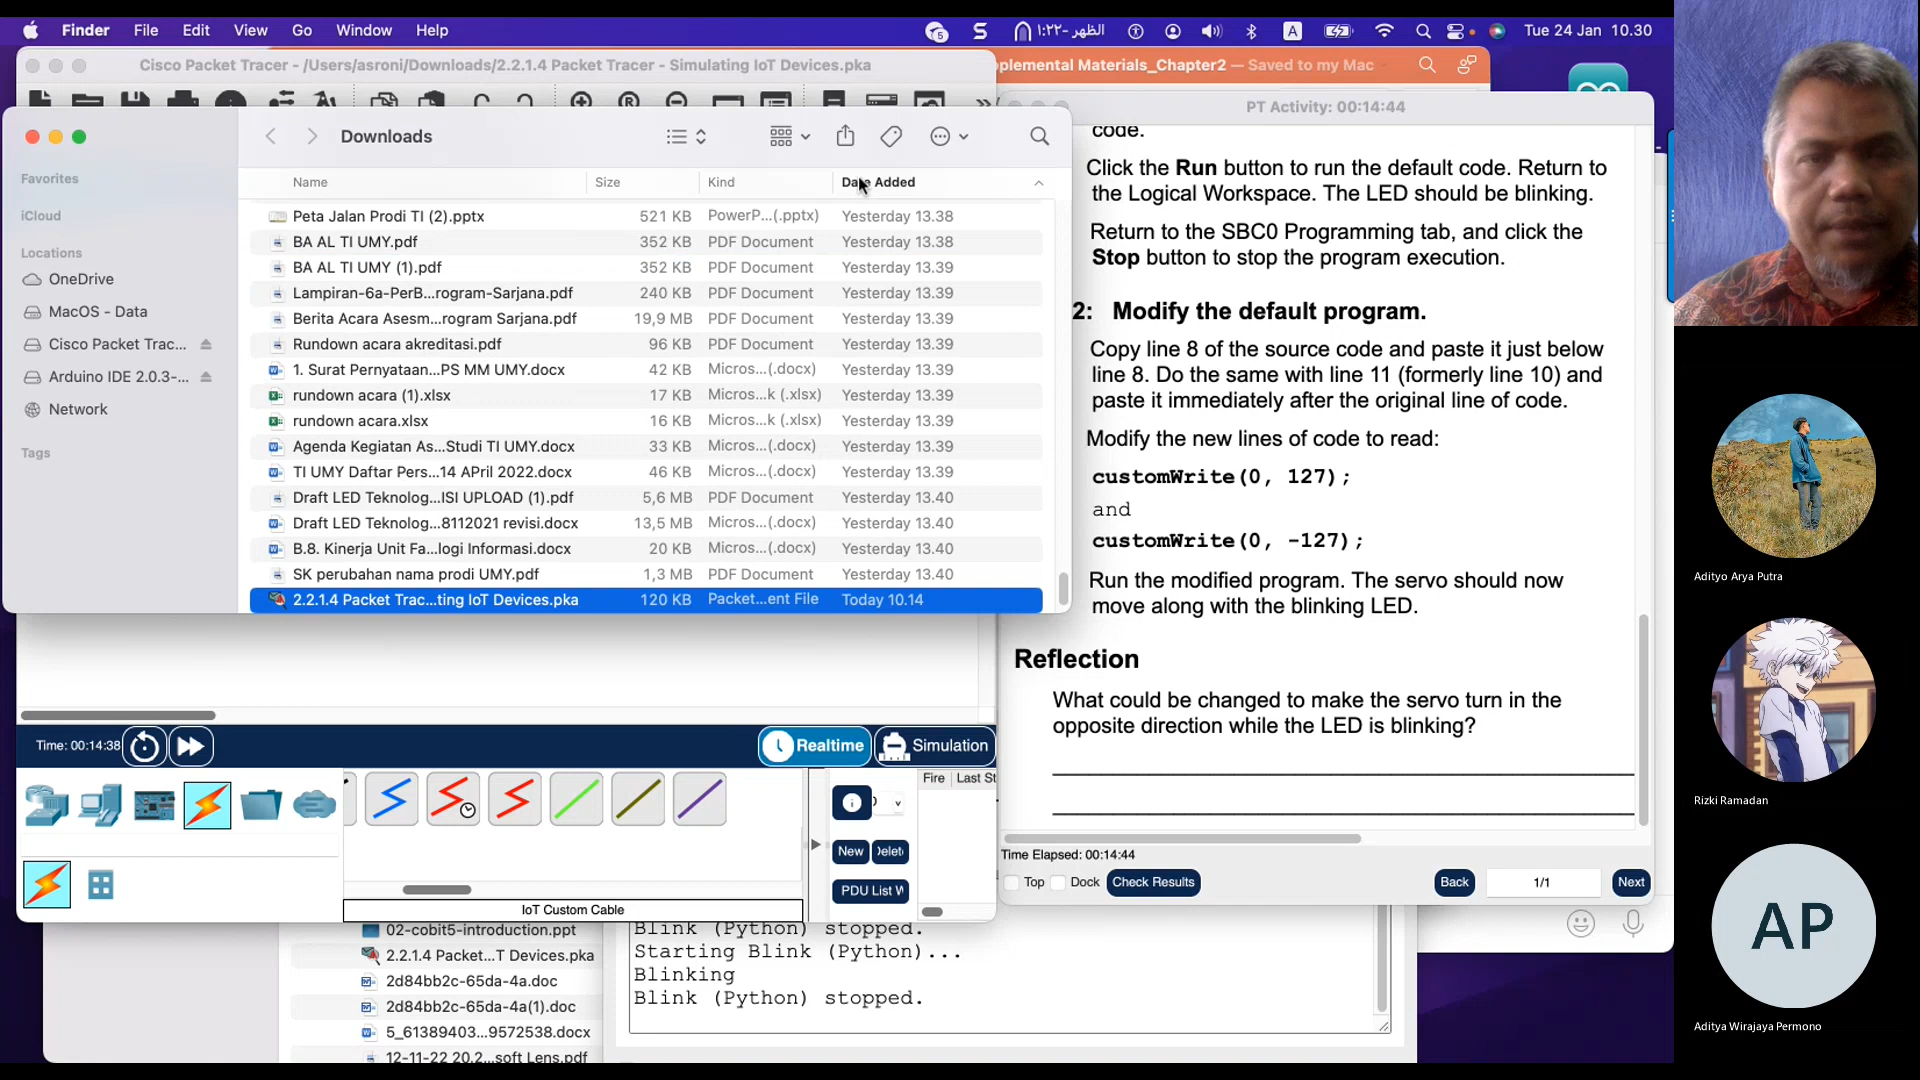 Finder File Edit View Go Window Help
5
S
١:٢٢- الظهر
A
Tue 24 Jan 10.30
Cisco Packet Tracer - /Users/asroni/Downloads/2.2.1.4 Packet Tracer - Simulating IoT Devices.pka
plemental Materials_Chapter2 — Saved to my Mac
PT Activity: 00:14:44
Downloads
Favorites
iCloud
Locations
OneDrive
MacOS - Data
Cisco Packet Trac...
Arduino IDE 2.0.3-...
Network
Tags
Name Size Kind Date Added
Peta Jalan Prodi TI (2).pptx 521 KB PowerP...(.pptx) Yesterday 13.38
BA AL TI UMY.pdf 352 KB PDF Document Yesterday 13.38
BA AL TI UMY (1).pdf 352 KB PDF Document Yesterday 13.39
Lampiran-6a-PerB...rogram-Sarjana.pdf 240 KB PDF Document Yesterday 13.39
Berita Acara Asesm...rogram Sarjana.pdf 19,9 MB PDF Document Yesterday 13.39
Rundown acara akreditasi.pdf 96 KB PDF Document Yesterday 13.39
1. Surat Pernyataan...PS MM UMY.docx 42 KB Micros...(.docx) Yesterday 13.39
rundown acara (1).xlsx 17 KB Micros...k (.xlsx) Yesterday 13.39
rundown acara.xlsx 16 KB Micros...k (.xlsx) Yesterday 13.39
Agenda Kegiatan As...Studi TI UMY.docx 33 KB Micros...(.docx) Yesterday 13.39
TI UMY Daftar Pers...14 APril 2022.docx 46 KB Micros...(.docx) Yesterday 13.39
Draft LED Teknolog...ISI UPLOAD (1).pdf 5,6 MB PDF Document Yesterday 13.40
Draft LED Teknolog...8112021 revisi.docx 13,5 MB Micros...(.docx) Yesterday 13.40
B.8. Kinerja Unit Fa...logi Informasi.docx 20 KB Micros...(.docx) Yesterday 13.40
SK perubahan nama prodi UMY.pdf 1,3 MB PDF Document Yesterday 13.40
2.2.1.4 Packet Trac...ting IoT Devices.pka 120 KB Packet...ent File Today 10.14
code.
Click the Run button to run the default code. Return to
the Logical Workspace. The LED should be blinking.
Return to the SBC0 Programming tab, and click the
Stop button to stop the program execution.
2: Modify the default program.
Copy line 8 of the source code and paste it just below
line 8. Do the same with line 11 (formerly line 10) and
paste it immediately after the original line of code.
Modify the new lines of code to read:
customWrite(0, 127);
and
customWrite(0, -127);
Run the modified program. The servo should now
move along with the blinking LED.
Reflection
What could be changed to make the servo turn in the
opposite direction while the LED is blinking?
Time Elapsed: 00:14:44
Top Dock Check Results Back 1/1 Next
Time: 00:14:38
Realtime Simulation
Fire Last St
New Delete
PDU List W
IoT Custom Cable
02-cobit5-introduction.ppt
2.2.1.4 Packet...T Devices.pka
2d84bb2c-65da-4a.doc
2d84bb2c-65da-4a(1).doc
5_61389403...9572538.docx
12-11-22 20.2...soft Lens.pdf
Blink (Python) stopped.
Starting Blink (Python)...
Blinking
Blink (Python) stopped.
Adityo Arya Putra
Rizki Ramadan
AP
Aditya Wirajaya Permono